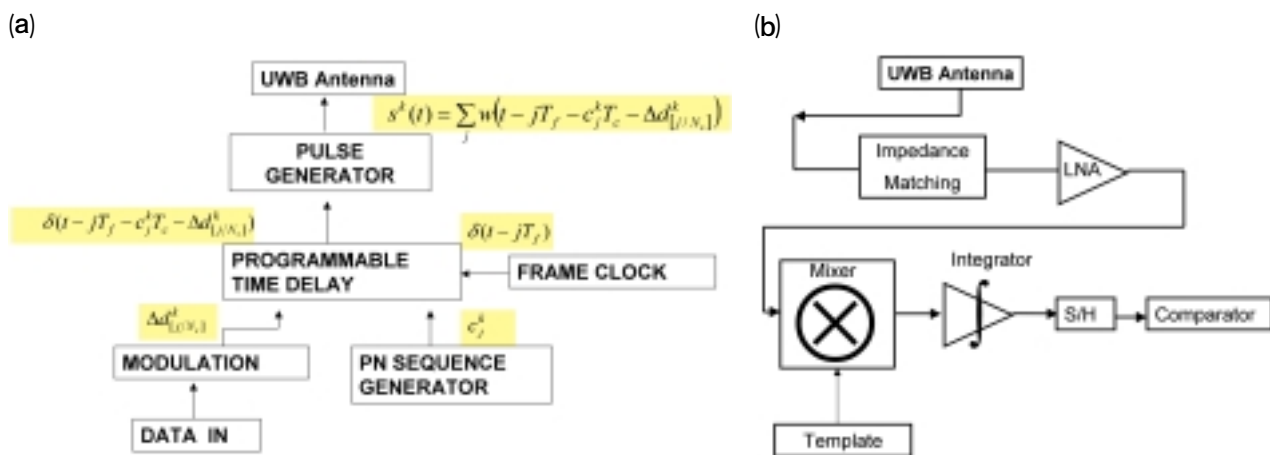 (a)
UWB Antenna
s^k(t) = ∑_j w(t − jT_f − c_j^k T_c − Δd^k_[j/N_s])
PULSE
GENERATOR
δ(t − jT_f − c_j^k T_c − Δd^k_[j/N_s])
δ(t − jT_f)
PROGRAMMABLE
TIME DELAY
FRAME CLOCK
Δd^k_[j/N_s]
c_j^k
MODULATION
PN SEQUENCE
GENERATOR
DATA IN
(b)
UWB Antenna
Impedance
Matching
LNA
Mixer
Integrator
S/H
Comparator
Template